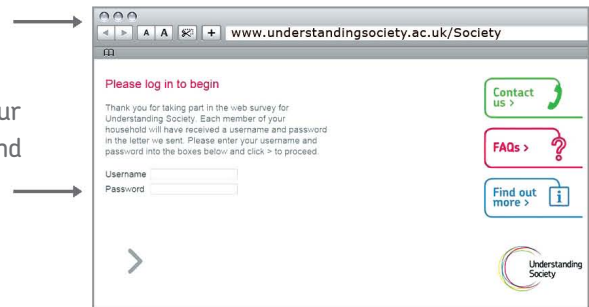 A A + www.understandingsociety.ac.uk/Society
Please log in to begin
Thank you for taking part in the web survey for
Understanding Society. Each member of your
household will have received a username and password
in the letter we sent. Please enter your username and
password into the boxes below and click > to proceed.
Username
Password
Contact
us >
FAQs >
?
Find out
more >
i
Understanding
Society
ur
nd